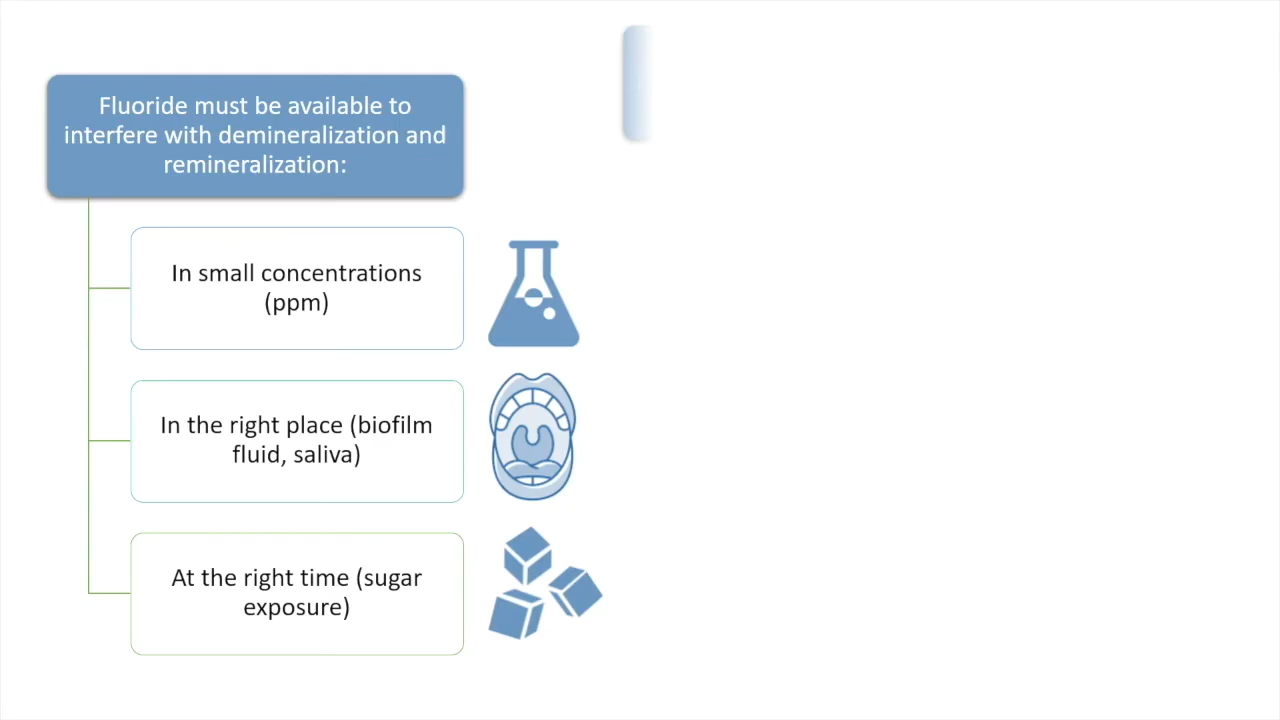 Fluoride must be available to
interfere with demineralization and
remineralization:
In small concentrations
(ppm)
In the right place (biofilm
fluid, saliva)
At the right time (sugar
exposure)